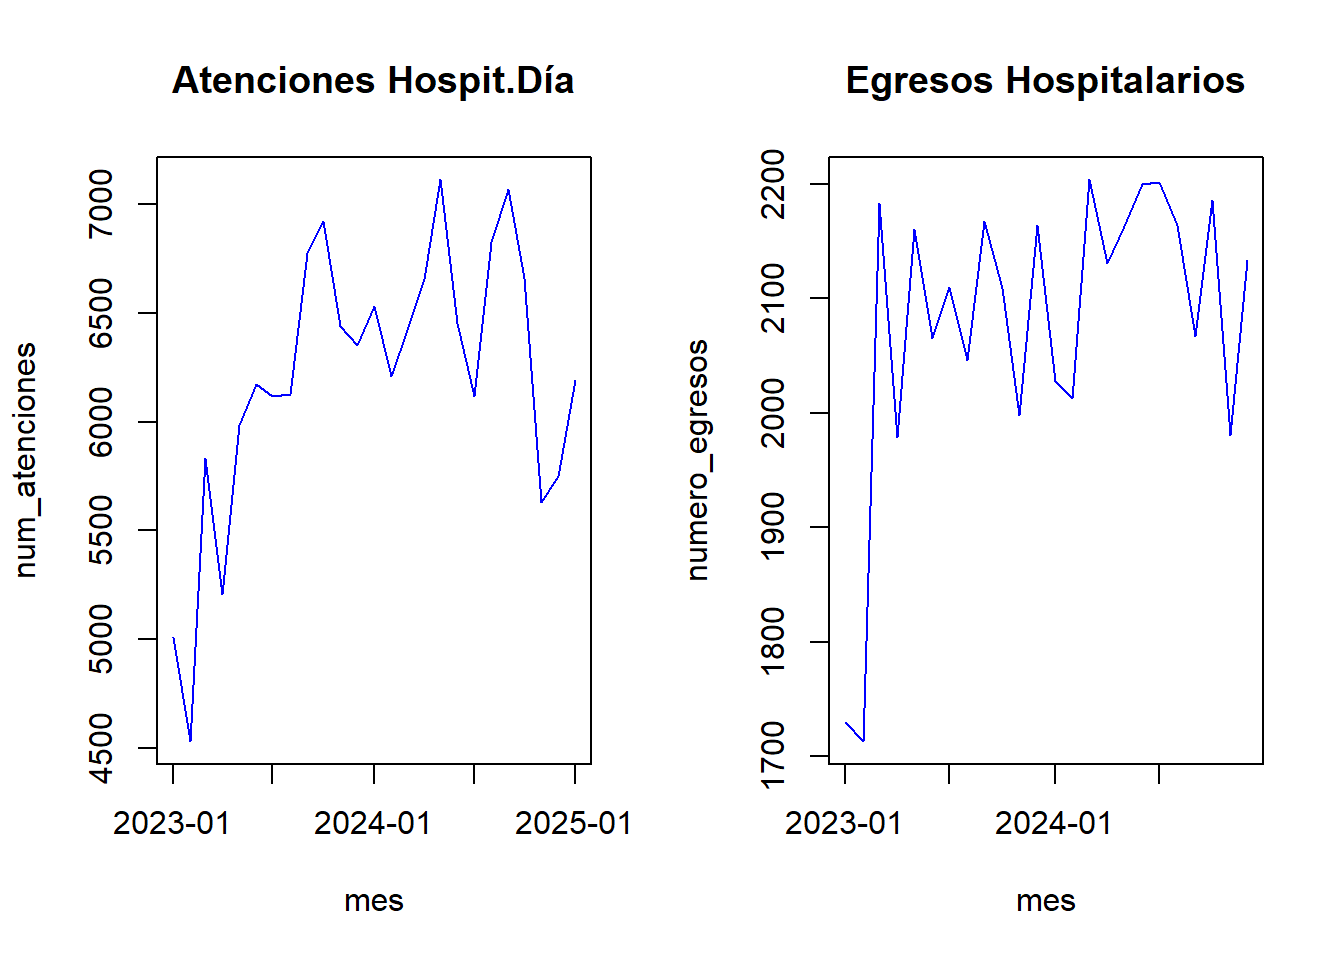 Atenciones Hospit.Día
num_atenciones
7000
6500
6000
5500
5000
4500
2023-01 2024-01 2025-01
mes
Egresos Hospitalarios
numero_egresos
2200
2100
2000
1900
1800
1700
2023-01 2024-01
mes